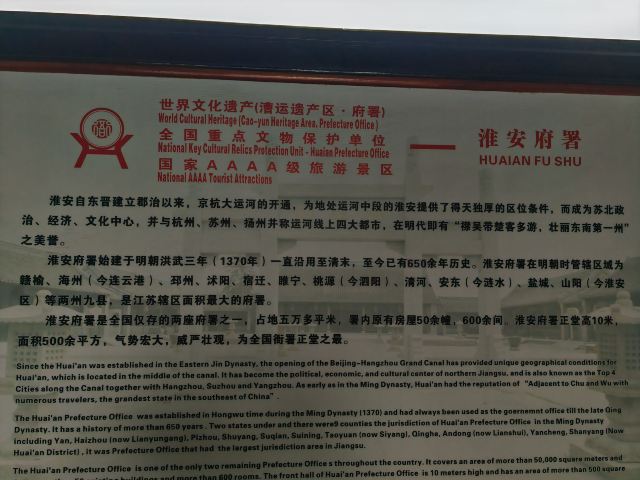 世界文化遗产(漕运遗产区·府署)
World Cultural Heritage (Cao-yun Heritage Area, Prefecture Office)
全国重点文物保护单位
National Key Cultural Relics Protection Unit - Huaian Prefecture Office
国家AAAA级旅游景区
National AAAA Tourist Attractions
淮安府署
HUAIAN FU SHU
淮安自东晋建立郡治以来，京杭大运河的开通，为地处运河中段的淮安提供了得天独厚的区位条件，而成为苏北政
治、经济、文化中心，并与杭州、苏州、扬州并称运河线上四大都市，在明代即有“襟吴带楚客多游，壮丽东南第一州”
之美誉。
淮安府署始建于明朝洪武三年（1370年）一直沿用至清末，至今已有650余年历史。淮安府署在明朝时管辖区域为
赣榆、海州（今连云港）、邳州、沭阳、宿迁、睢宁、桃源（今泗阳）、清河、安东（今涟水）、盐城、山阳（今淮安
区）等两州九县，是江苏辖区面积最大的府署。
淮安府署是全国仅存的两座府署之一，占地五万多平米，署内原有房屋50余幢，600余间。淮安府署正堂高10米，
面积500余平方，气势宏大，威严壮观，为全国衙署正堂之最。
Since the Huai'an was established in the Eastern Jin Dynasty, the opening of the Beijing-Hangzhou Grand Canal has provided unique geographical conditions for
Huai'an, which is located in the middle of the canal. It has become the political, economic, and cultural center of northern Jiangsu, and is also known as the Top 4
Cities along the Canal together with Hangzhou, Suzhou and Yangzhou. As early as in the Ming Dynasty, Huai'an had the reputation of “Adjacent to Chu and Wu with
numerous travelers, the grandest state in the southeast of China”.
The Huai'an Prefecture Office was established in Hongwo time during the Ming Dynasty (1370) and had always been used as the goernemnt office till the late Qing
Dynasty. It has a history of more than 650 years. Two states under and there were9 counties the jurisdiction of Huai'an Prefecture Office in the Ming Dynasty
including Yan, Haizhou (now Lianyungang), Pizhou, Shuyang, Suqian, Suining, Taoyuan (now Siyang), Qinghe, Andong (now Lianshui), Yancheng, Shanyang (Now
Huai'an District), it was Prefecture Office that had the largest jurisdiction area in Jiangsu.
The Huai'an Prefecture Office is one of the only two remaining Prefecture Office s throughout the country. It covers an area of more than 50,000 square meters and
existing buildings and more than 600 rooms. The front hall of Huai'an Prefecture Office is 10 meters high and has an area of more than 500 square